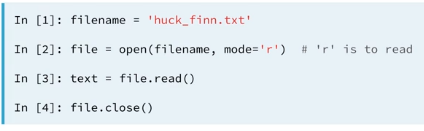 In [1]: filename = 'huck_finn.txt'
In [2]: file = open(filename, mode='r')  # 'r' is to read
In [3]: text = file.read()
In [4]: file.close()